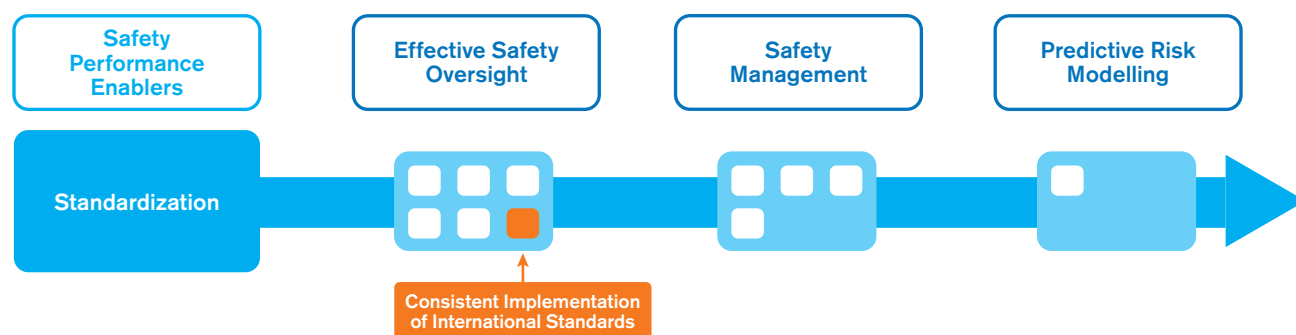 Safety
Performance
Enablers
Effective Safety
Oversight
Safety
Management
Predictive Risk
Modelling
Standardization
Consistent Implementation
of International Standards